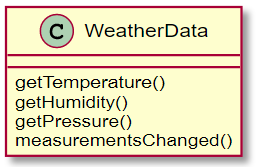 C WeatherData
getTemperature()
getHumidity()
getPressure()
measurementsChanged()